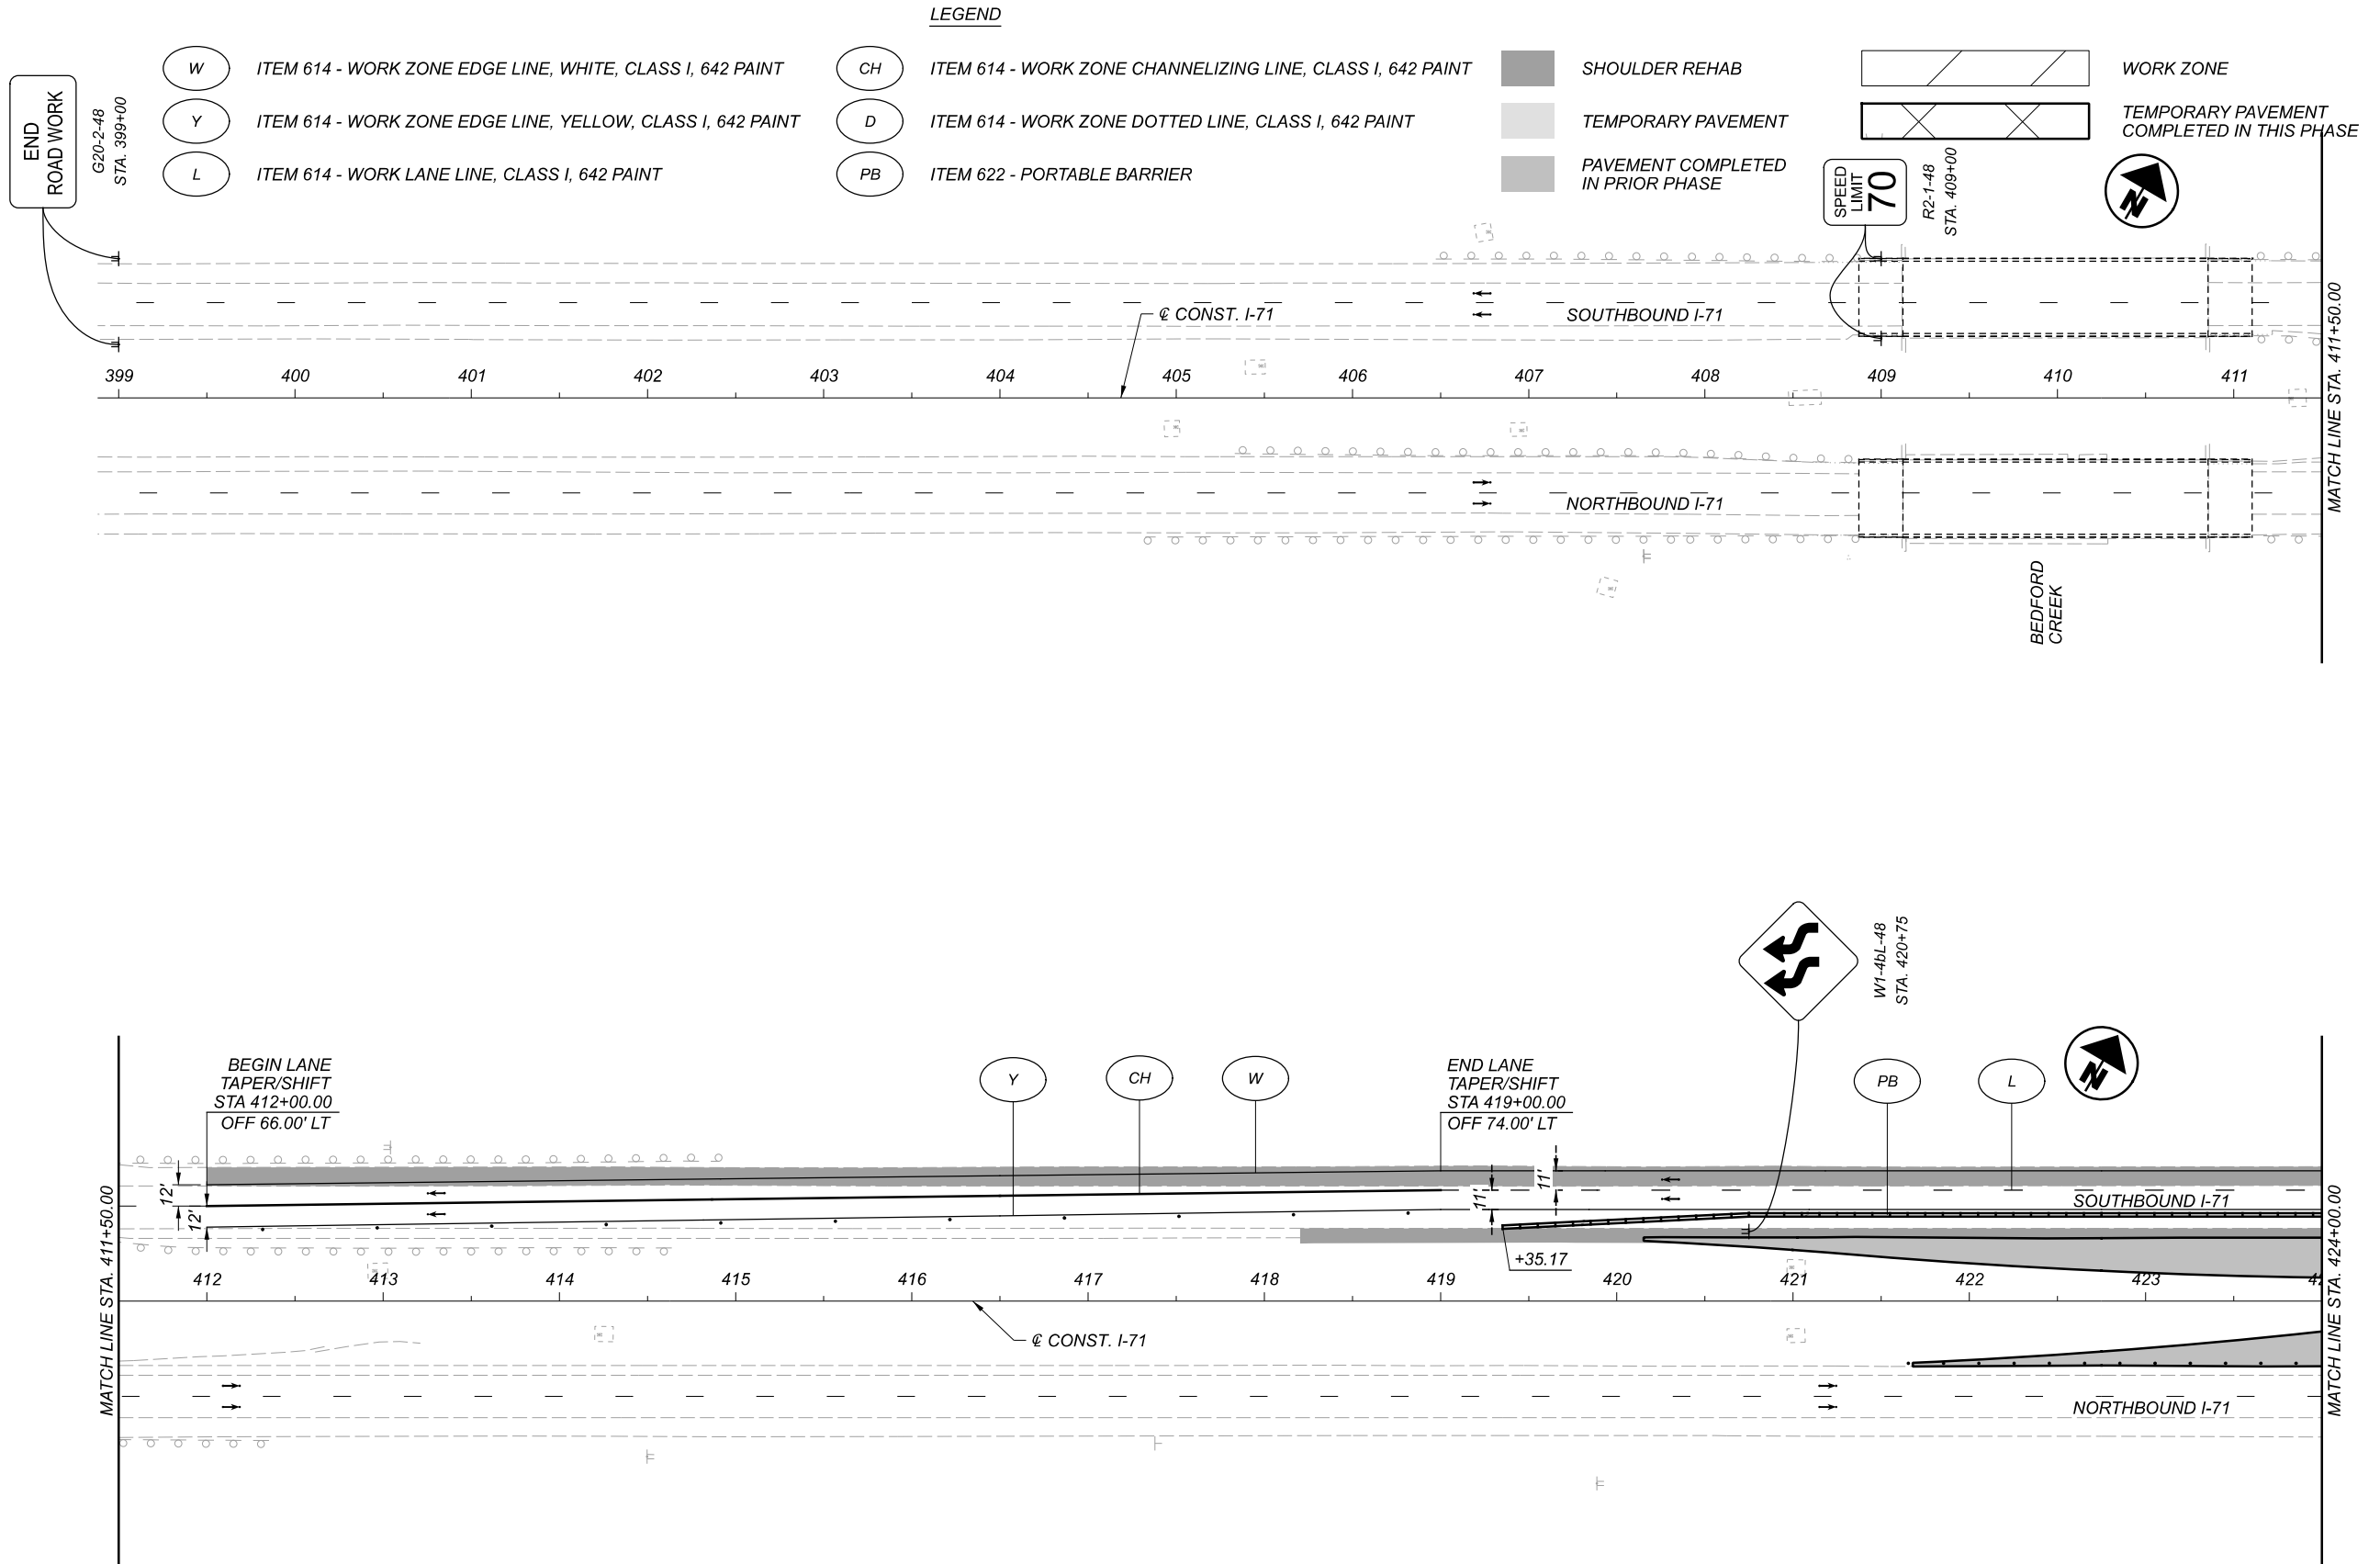 LEGEND
W ITEM 614 - WORK ZONE EDGE LINE, WHITE, CLASS I, 642 PAINT
Y ITEM 614 - WORK ZONE EDGE LINE, YELLOW, CLASS I, 642 PAINT
L ITEM 614 - WORK LANE LINE, CLASS I, 642 PAINT
CH ITEM 614 - WORK ZONE CHANNELIZING LINE, CLASS I, 642 PAINT
D ITEM 614 - WORK ZONE DOTTED LINE, CLASS I, 642 PAINT
PB ITEM 622 - PORTABLE BARRIER
SHOULDER REHAB
TEMPORARY PAVEMENT
PAVEMENT COMPLETED
IN PRIOR PHASE
WORK ZONE
TEMPORARY PAVEMENT
COMPLETED IN THIS PHASE
END
ROAD WORK
G20-2-48
STA. 399+00
SPEED
LIMIT
70
R2-1-48
STA. 409+00
N
℄ CONST. I-71
SOUTHBOUND I-71
399 400 401 402 403 404 405 406 407 408 409 410 411
NORTHBOUND I-71
BEDFORD
CREEK
MATCH LINE STA. 411+50.00
W1-4bL-48
STA. 420+75
N
MATCH LINE STA. 411+50.00
BEGIN LANE
TAPER/SHIFT
STA 412+00.00
OFF 66.00' LT
Y
CH
W
END LANE
TAPER/SHIFT
STA 419+00.00
OFF 74.00' LT
PB
L
12'
12'
11'
11'
SOUTHBOUND I-71
+35.17
412 413 414 415 416 417 418 419 420 421 422 423
℄ CONST. I-71
NORTHBOUND I-71
MATCH LINE STA. 424+00.00